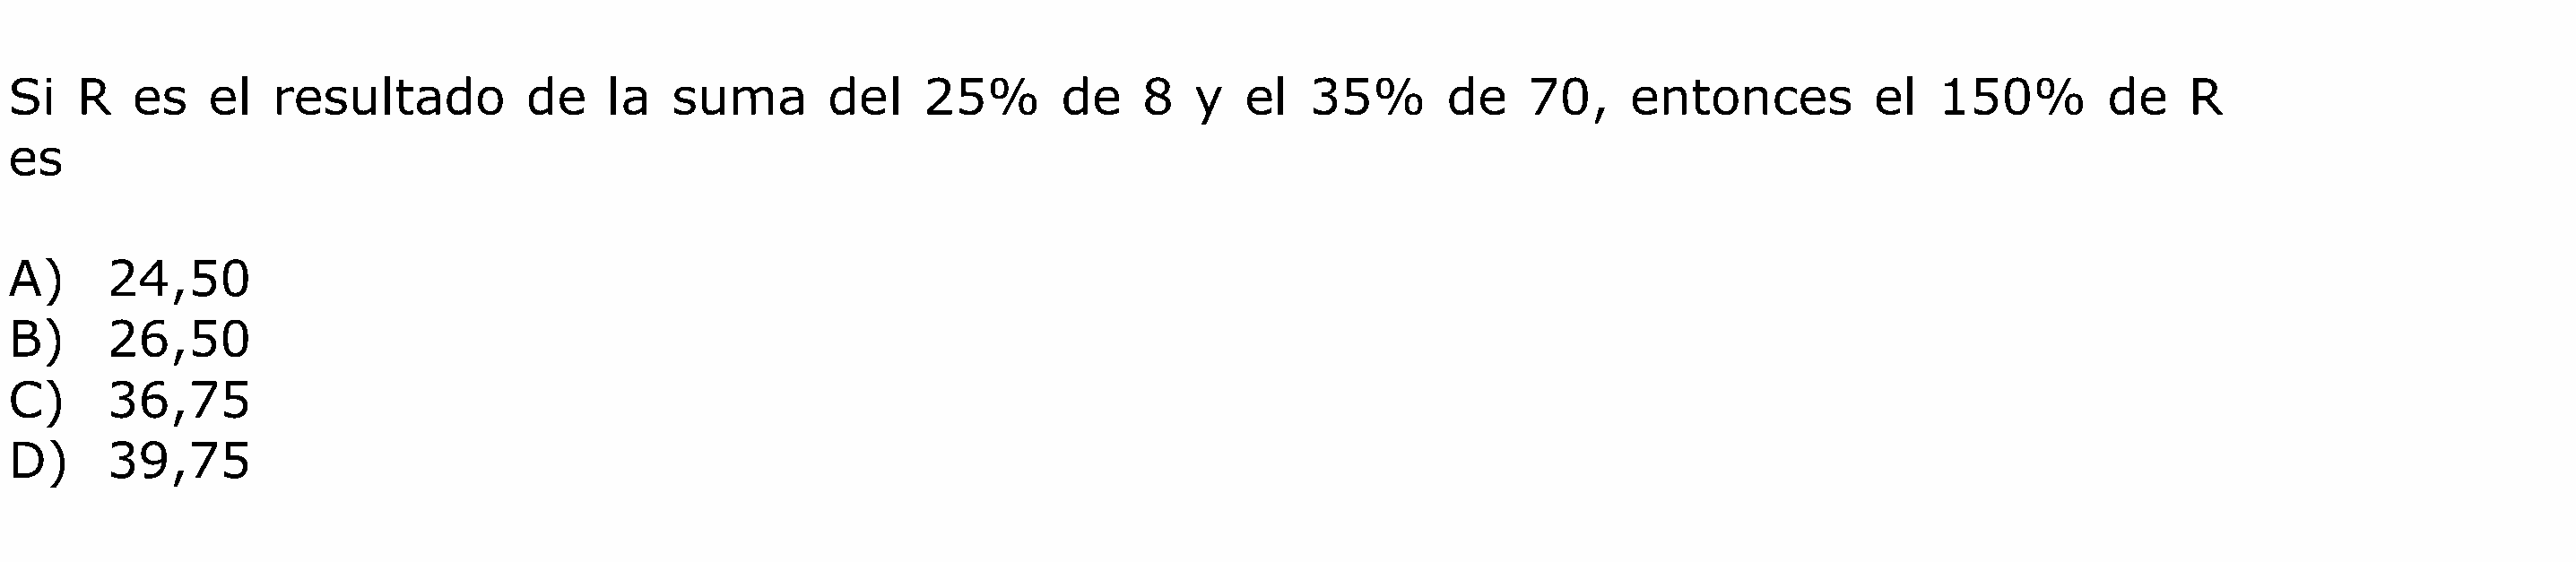 Si R es el resultado de la suma del 25% de 8 y el 35% de 70, entonces el 150% de R
es
A) 24,50
B) 26,50
C) 36,75
D) 39,75